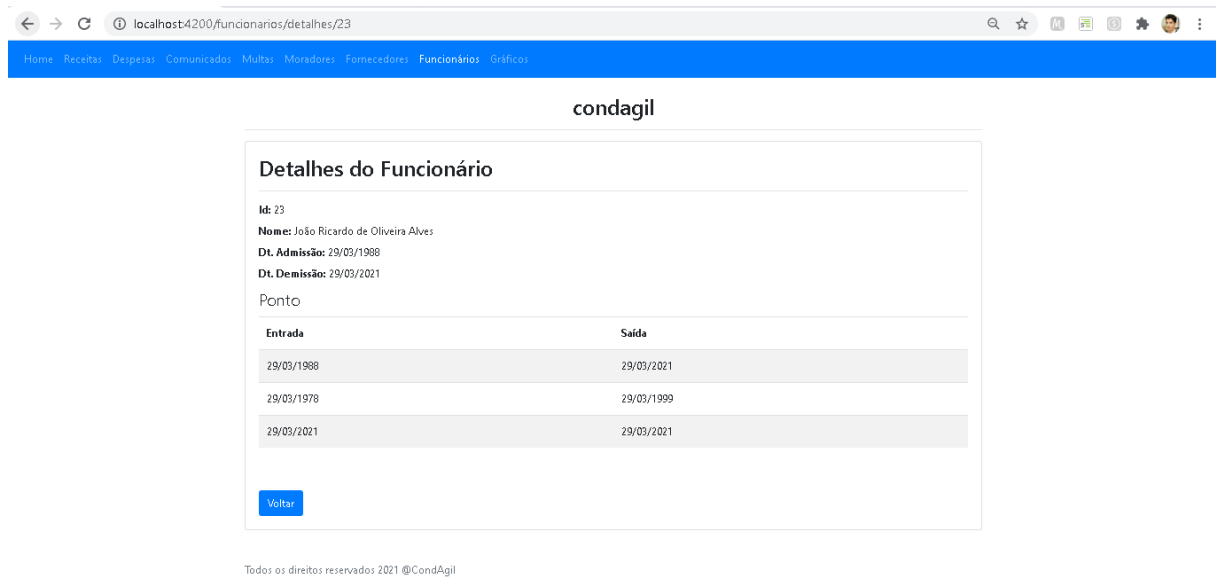 localhost:4200/funcionarios/detalhes/23
Home Receitas Despesas Comunicados Multas Moradores Fornecedores Funcionários Gráficos
condagil
Detalhes do Funcionário
Id: 23
Nome: João Ricardo de Oliveira Alves
Dt. Admissão: 29/03/1988
Dt. Demissão: 29/03/2021
Ponto
Entrada Saída
29/03/1988 29/03/2021
29/03/1978 29/03/1999
29/03/2021 29/03/2021
Voltar
Todos os direitos reservados 2021 @CondAgil